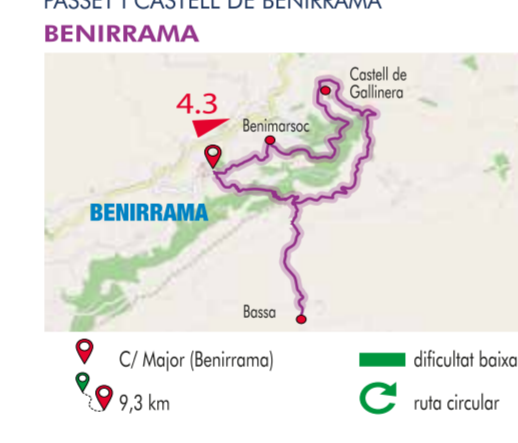 PASSET I CASTELL DE BENIRRAMA
BENIRRAMA
Castell de
Gallinera
4.3
Benimarsoc
BENIRRAMA
Bassa
C/ Major (Benirrama)
dificultat baixa
9,3 km
ruta circular